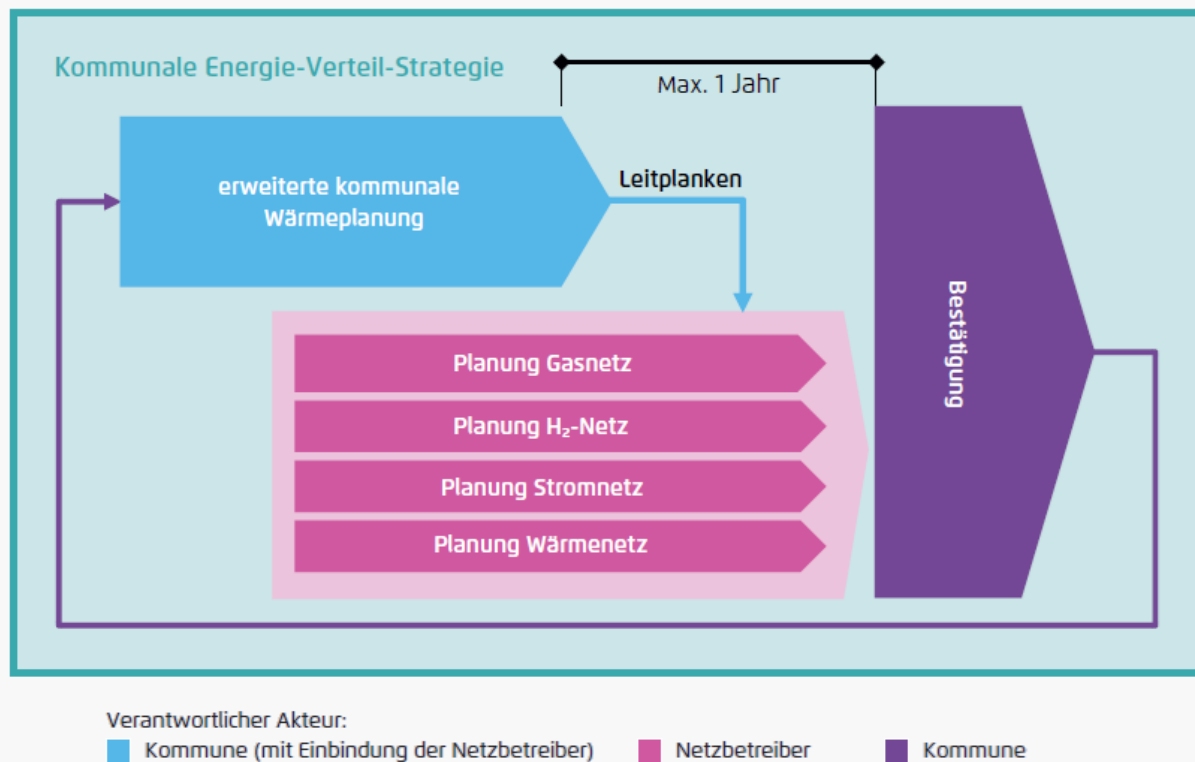 Kommunale Energie-Verteil-Strategie
Max. 1 Jahr
erweiterte kommunale
Wärmeplanung
Leitplanken
Planung Gasnetz
Planung H₂-Netz
Planung Stromnetz
Planung Wärmenetz
Bestätigung
Verantwortlicher Akteur:
Kommune (mit Einbindung der Netzbetreiber) Netzbetreiber Kommune